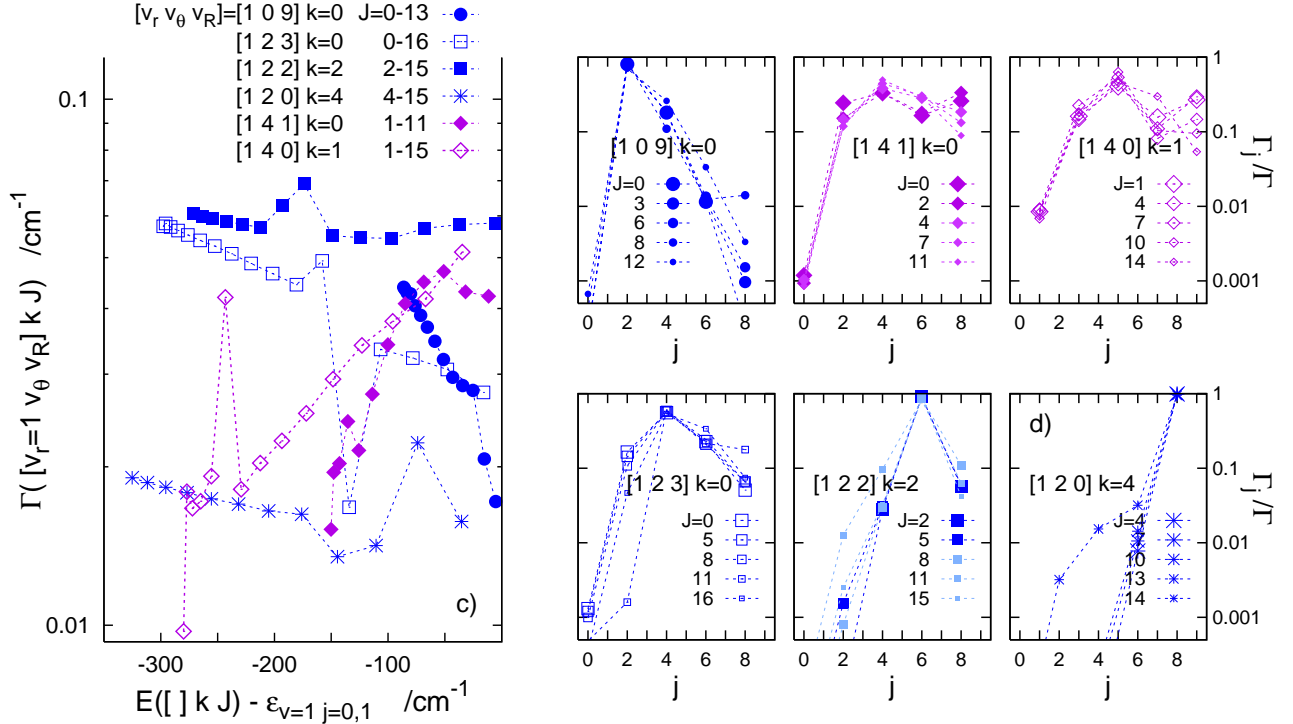 [v_r v_θ v_R]=[1 0 9] k=0 J=0-13
[1 2 3] k=0 0-16
[1 2 2] k=2 2-15
[1 2 0] k=4 4-15
[1 4 1] k=0 1-11
[1 4 0] k=1 1-15
0.1
0.01
Γ( [v_r=1 v_θ v_R] k J) /cm⁻¹
c)
-300 -200 -100
E([ ] k J) - ε_{v=1 j=0,1} /cm⁻¹
[1 0 9] k=0
J=0
3
6
8
12
0 2 4 6 8
j
[1 4 1] k=0
J=0
2
4
7
11
0 2 4 6 8
j
[1 4 0] k=1
J=1
4
7
10
14
0 2 4 6 8
j
1
0.1
0.01
0.001
Γ_j/Γ
[1 2 3] k=0
J=0
5
8
11
16
0 2 4 6 8
j
[1 2 2] k=2
J=2
5
8
11
15
0 2 4 6 8
j
d)
[1 2 0] k=4
J=4
7
10
13
14
0 2 4 6 8
j
1
0.1
0.01
0.001
Γ_j/Γ